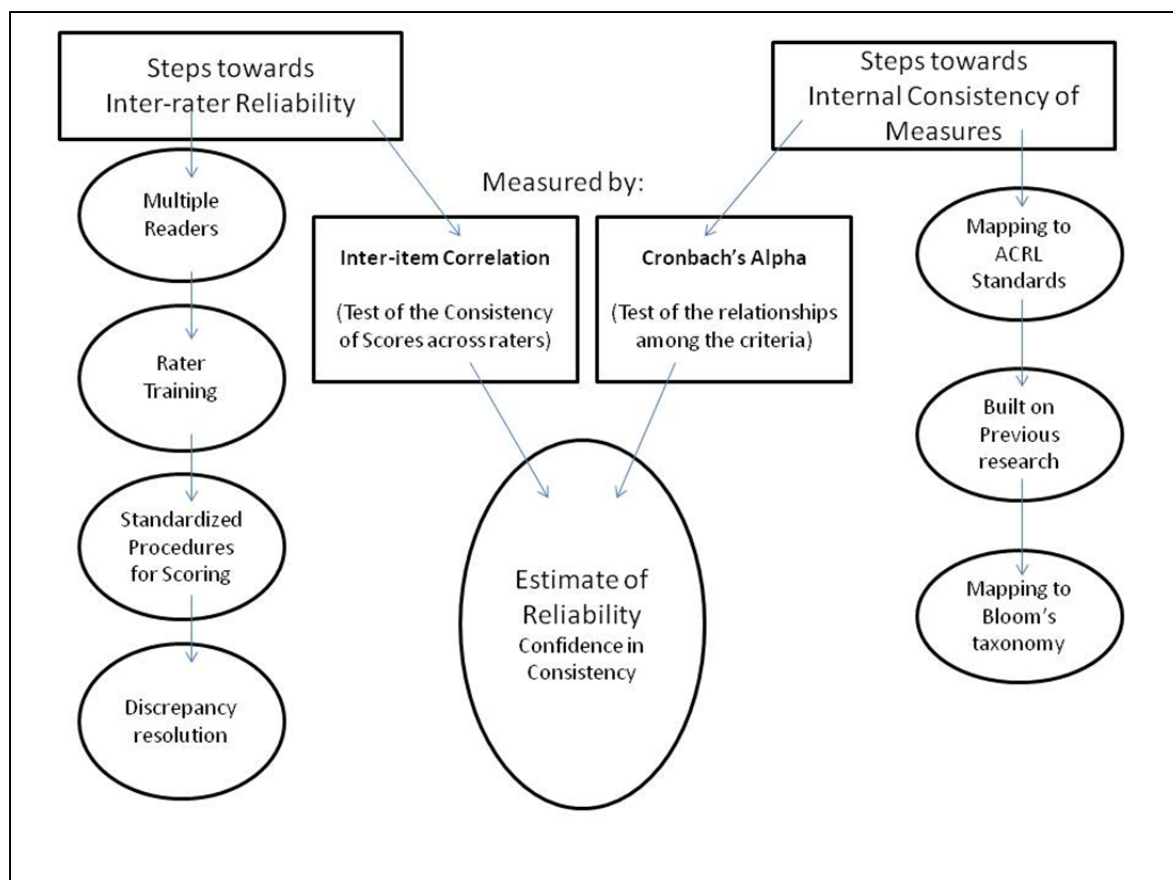 Steps towards
Inter-rater Reliability
Multiple
Readers
Rater
Training
Standardized
Procedures
for Scoring
Discrepancy
resolution
Measured by:
Inter-item Correlation
(Test of the Consistency
of Scores across raters)
Cronbach's Alpha
(Test of the relationships
among the criteria)
Estimate of
Reliability
Confidence in
Consistency
Steps towards
Internal Consistency of
Measures
Mapping to
ACRL
Standards
Built on
Previous
research
Mapping to
Bloom's
taxonomy